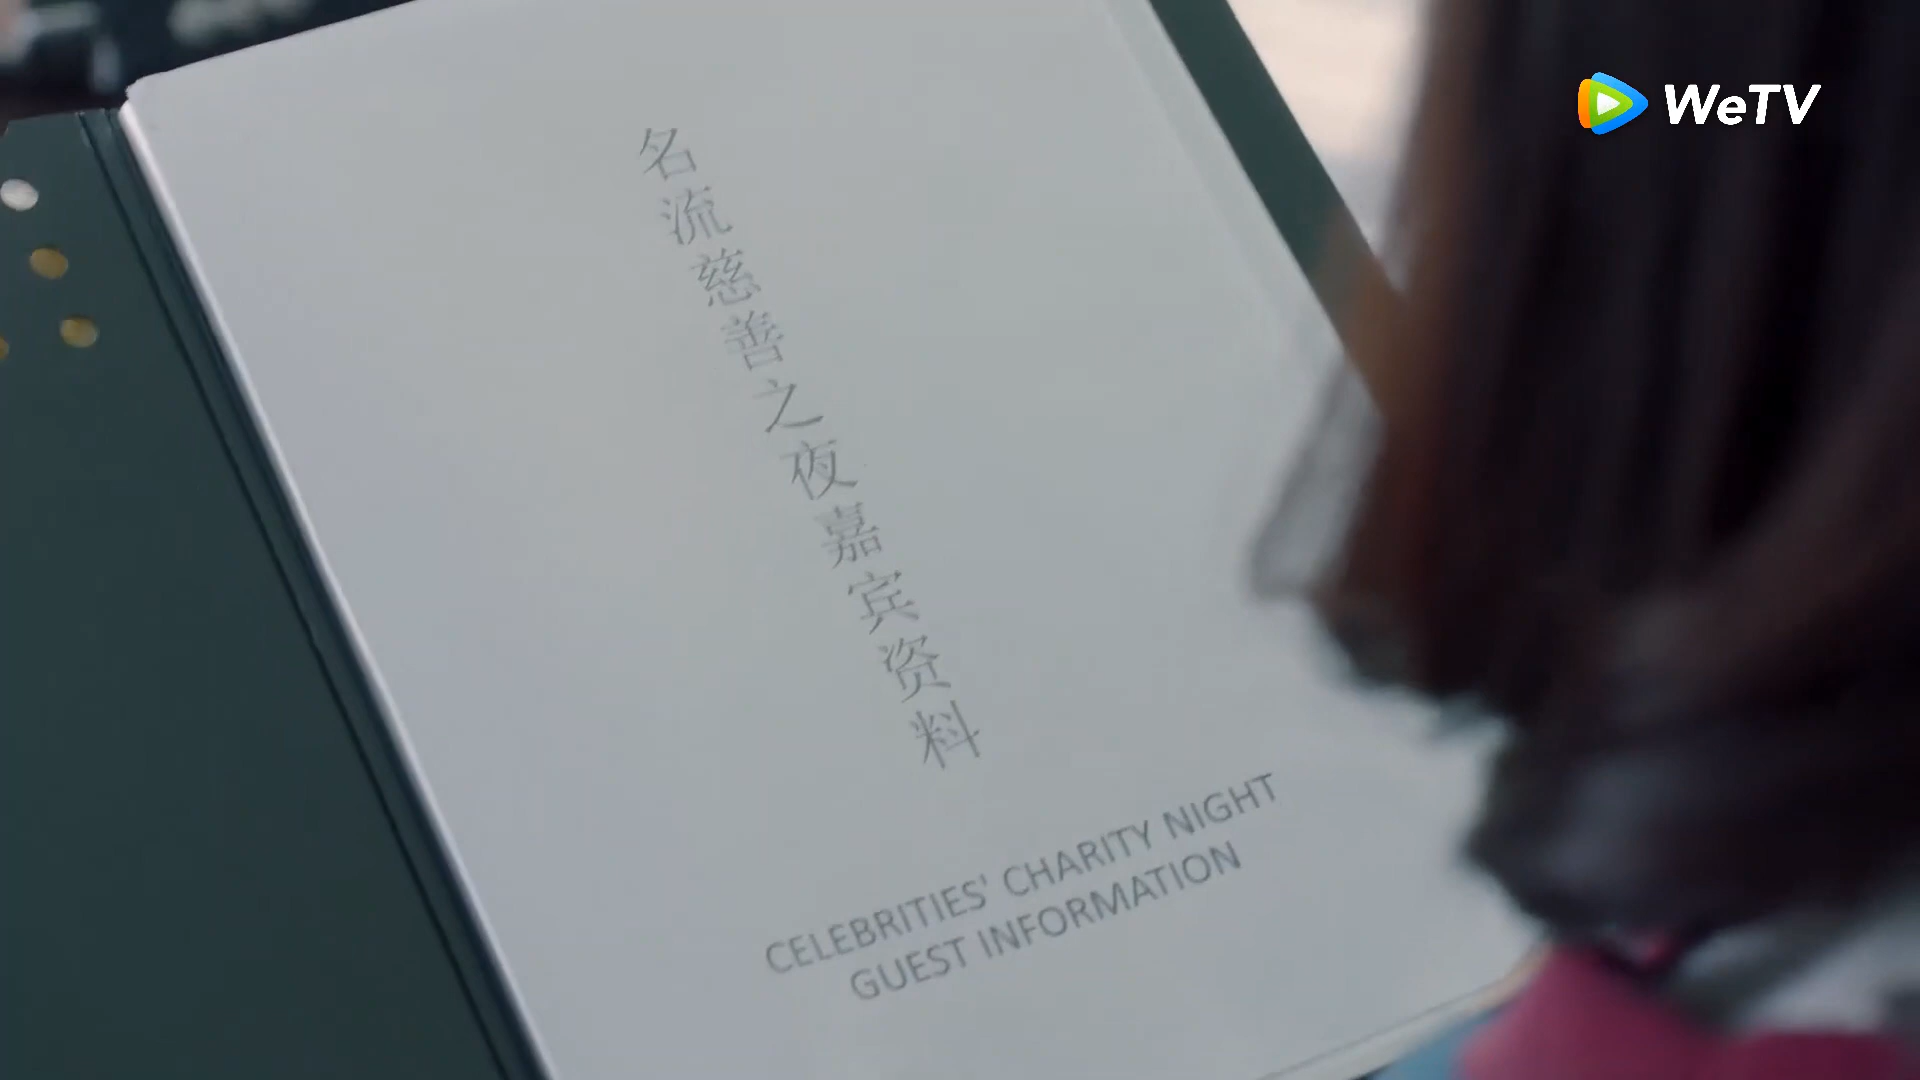 WeTV
名流慈善之夜嘉宾资料
CELEBRITIES' CHARITY NIGHT
GUEST INFORMATION